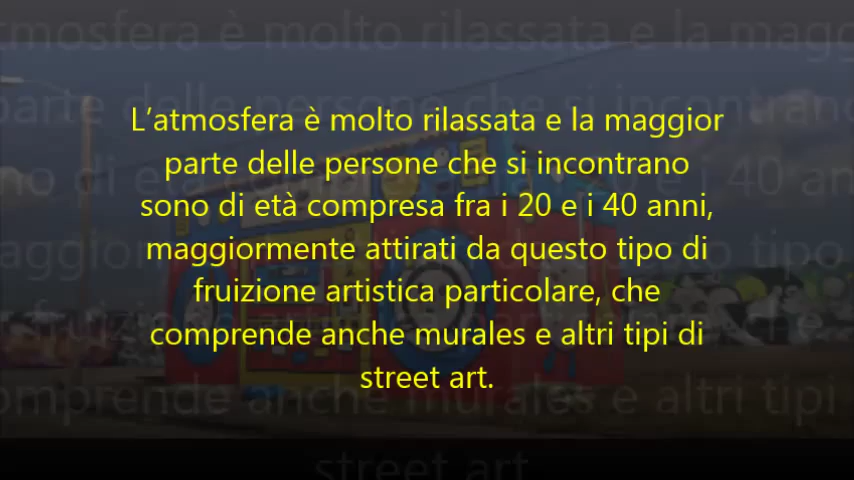 L'atmosfera è molto rilassata e la maggior
parte delle persone che si incontrano
sono di età compresa fra i 20 e i 40 anni,
maggiormente attirati da questo tipo di
fruizione artistica particolare, che
comprende anche murales e altri tipi di
street art.